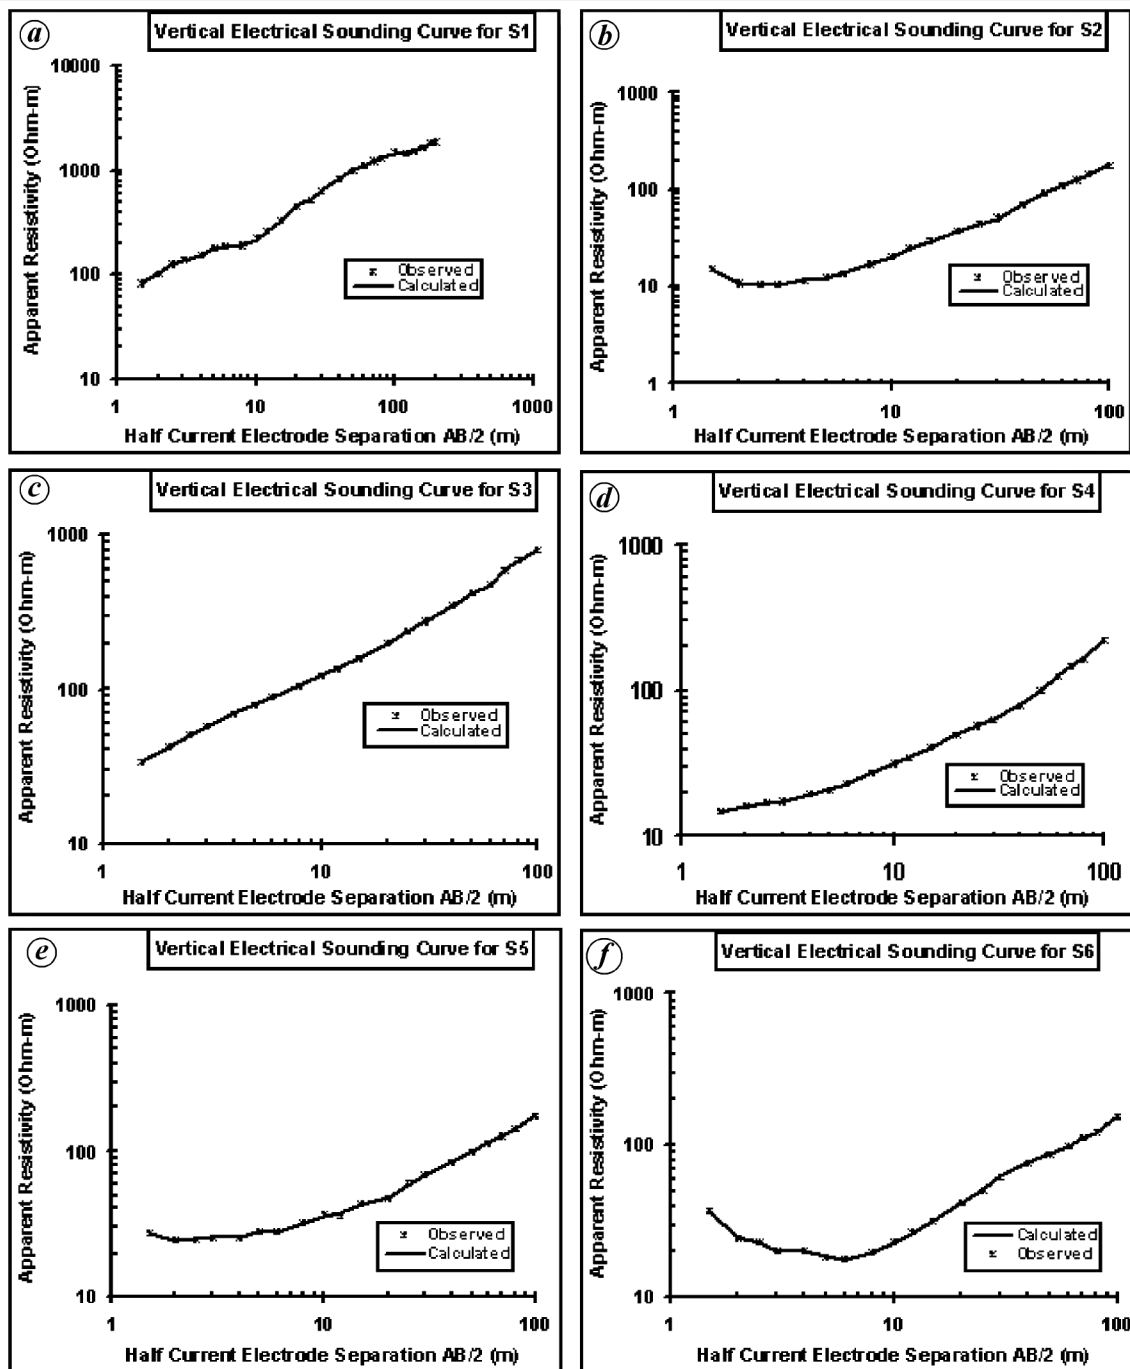 a
Vertical Electrical Sounding Curve for S1
Apparent Resistivity (Ohm-m)
10000
1000
100
10
Observed
Calculated
1
10
100
1000
Half Current Electrode Separation AB/2 (m)
b
Vertical Electrical Sounding Curve for S2
Apparent Resistivity (Ohm-m)
1000
100
10
1
Observed
Calculated
1
10
100
Half Current Electrode Separation AB/2 (m)
c
Vertical Electrical Sounding Curve for S3
Apparent Resistivity (Ohm-m)
1000
100
10
Observed
Calculated
1
10
100
Half Current Electrode Separation AB/2 (m)
d
Vertical Electrical Sounding Curve for S4
Apparent Resistivity (Ohm-m)
1000
100
10
Observed
Calculated
1
10
100
Half Current Electrode Separation AB/2 (m)
e
Vertical Electrical Sounding Curve for S5
Apparent Resistivity (Ohm-m)
1000
100
10
Observed
Calculated
1
10
100
Half Current Electrode Separation AB/2 (m)
f
Vertical Electrical Sounding Curve for S6
Apparent Resistivity (Ohm-m)
1000
100
10
Calculated
Observed
1
10
100
Half Current Electrode Separation AB/2 (m)